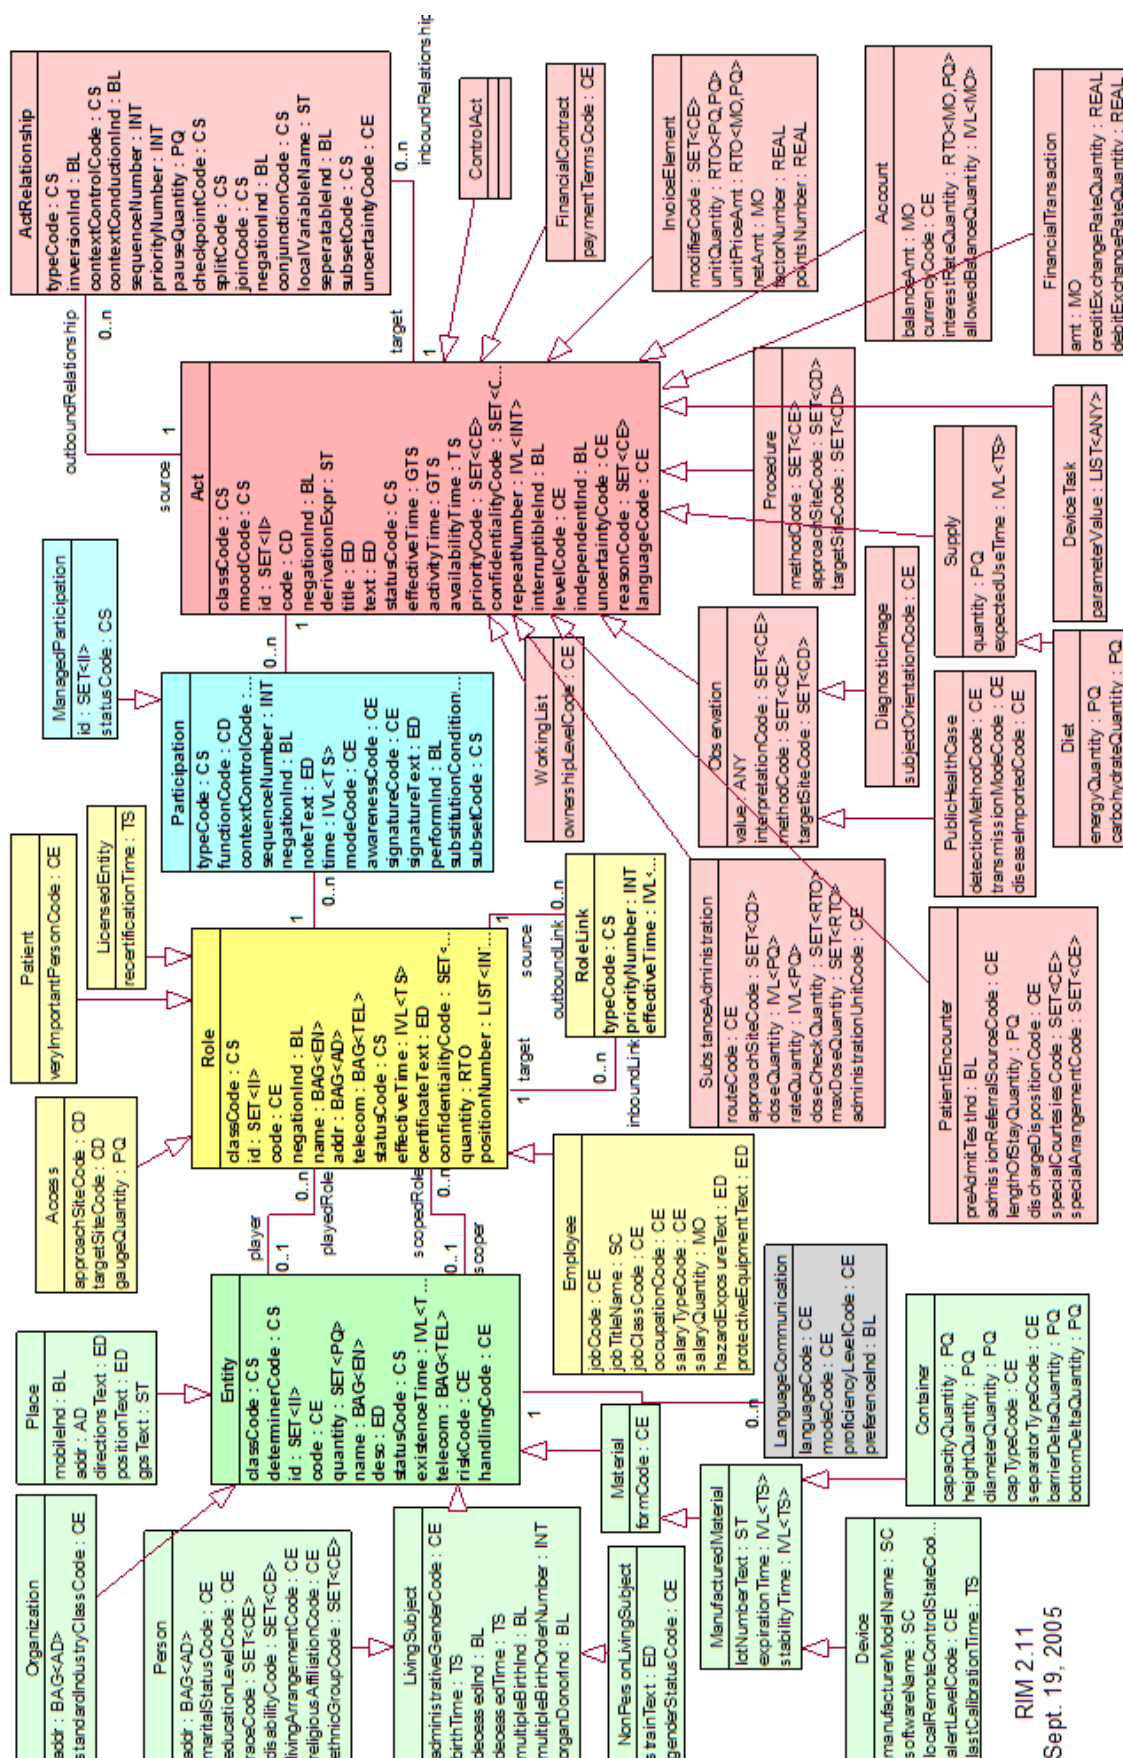 Organization
addr : BAG<AD>
standardIndustryClassCode : CE
Place
mobileInd : BL
addr : AD
directionsText : ED
positionText : ED
gpsText : ST
Person
addr : BAG<AD>
maritalStatusCode : CE
educationLevelCode : CE
raceCode : SET<CE>
disabilityCode : SET<CE>
livingArrangementCode : CE
religiousAffiliationCode : CE
ethnicGroupCode : SET<CE>
Entity
classCode : CS
determinerCode : CS
id : SET<II>
code : CE
quantity : SET<PQ>
name : BAG<EN>
desc : ED
statusCode : CS
existenceTime : IVL<T...
telecom : BAG<TEL>
riskCode : CE
handlingCode : CE
LivingSubject
administrativeGenderCode : CE
birthTime : TS
deceasedInd : BL
deceasedTime : TS
multipleBirthInd : BL
multipleBirthOrderNumber : INT
organDonorInd : BL
NonPersonLivingSubject
strainText : ED
genderStatusCode : CE
Material
formCode : CE
ManufacturedMaterial
lotNumberText : ST
expirationTime : IVL<TS>
stabilityTime : IVL<TS>
LanguageCommunication
languageCode : CE
modeCode : CE
proficiencyLevelCode : CE
preferenceInd : BL
1
0..n
Container
capacityQuantity : PQ
heightQuantity : PQ
diameterQuantity : PQ
capTypeCode : CE
separatorTypeCode : CE
barrierDeltaQuantity : PQ
bottomDeltaQuantity : PQ
Device
manufacturerModelName : SC
softwareName : SC
localRemoteControlStateCod...
alertLevelCode : CE
lastCalibrationTime : TS
RIM 2.11
Sept. 19, 2005
Access
approachSiteCode : CD
targetSiteCode : CD
gaugeQuantity : PQ
Patient
veryImportantPersonCode : CE
LicensedEntity
recertificationTime : TS
player
0..1
playedRole
0..n
scopedRole
0..n
0..1
scoper
Role
classCode : CS
id : SET<II>
code : CE
negationInd : BL
name : BAG<EN>
addr : BAG<AD>
telecom : BAG<TEL>
statusCode : CS
effectiveTime : IVL<TS>
certificateText : ED
confidentialityCode : SET<...
quantity : RTO
positionNumber : LIST<IN...
Employee
jobCode : CE
jobTitleName : SC
jobClassCode : CE
occupationCode : CE
salaryTypeCode : CE
salaryQuantity : MO
hazardExposureText : ED
protectiveEquipmentText : ED
1
target
0..n
inboundLink
1
source
outboundLink
0..n
RoleLink
typeCode : CS
priorityNumber : INT
effectiveTime : IVL<...
ManagedParticipation
id : SET<II>
statusCode : CS
Participation
typeCode : CS
functionCode : CD
contextControlCode : ...
sequenceNumber : INT
negationInd : BL
noteText : ED
time : IVL<TS>
modeCode : CE
awarenessCode : CE
signatureCode : CE
signatureText : ED
performInd : BL
substitutionCondition...
subsetCode : CS
1
0..n
0..n
1
outboundRelationship
0..n
source
1
Act
classCode : CS
moodCode : CS
id : SET<II>
code : CD
negationInd : BL
derivationExpr : ST
title : ED
text : ED
statusCode : CS
effectiveTime : GTS
activityTime : GTS
availabilityTime : TS
priorityCode : SET<CE>
confidentialityCode : SET<C...
repeatNumber : IVL<INT>
interruptibleInd : BL
levelCode : CE
independentInd : BL
uncertaintyCode : CE
reasonCode : SET<CE>
languageCode : CE
ActRelationship
typeCode : CS
inversionInd : BL
contextControlCode : CS
contextConductionInd : BL
sequenceNumber : INT
priorityNumber : INT
pauseQuantity : PQ
checkpointCode : CS
splitCode : CS
joinCode : CS
negationInd : BL
conjunctionCode : CS
localVariableName : ST
seperatableInd : BL
subsetCode : CS
uncertaintyCode : CE
target
1
0..n
inboundRelationship
ControlAct
FinancialContract
paymentTermsCode : CE
InvoiceElement
modifierCode : SET<CE>
unitQuantity : RTO<PQ,PQ>
unitPriceAmt : RTO<MO,PQ>
netAmt : MO
factorNumber : REAL
pointsNumber : REAL
Account
balanceAmt : MO
currencyCode : CE
interestRateQuantity : RTO<MO,PQ>
allowedBalanceQuantity : IVL<MO>
FinancialTransaction
amt : MO
creditExchangeRateQuantity : REAL
debitExchangeRateQuantity : REAL
WorkingList
ownershipLevelCode : CE
Procedure
methodCode : SET<CE>
approachSiteCode : SET<CD>
targetSiteCode : SET<CD>
Observation
value : ANY
interpretationCode : SET<CE>
methodCode : SET<CE>
targetSiteCode : SET<CD>
Supply
quantity : PQ
expectedUseTime : IVL<TS>
DeviceTask
parameterValue : LIST<ANY>
DiagnosticImage
subjectOrientationCode : CE
PublicHealthCase
detectionMethodCode : CE
transmissionModeCode : CE
diseaseImportedCode : CE
Diet
energyQuantity : PQ
carbohydrateQuantity : PQ
SubstanceAdministration
routeCode : CE
approachSiteCode : SET<CD>
doseQuantity : IVL<PQ>
rateQuantity : IVL<PQ>
doseCheckQuantity : SET<RTO>
maxDoseQuantity : SET<RTO>
administrationUnitCode : CE
PatientEncounter
preAdmitTestInd : BL
admissionReferralSourceCode : CE
lengthOfStayQuantity : PQ
dischargeDispositionCode : CE
specialCourtesiesCode : SET<CE>
specialArrangementCode : SET<CE>